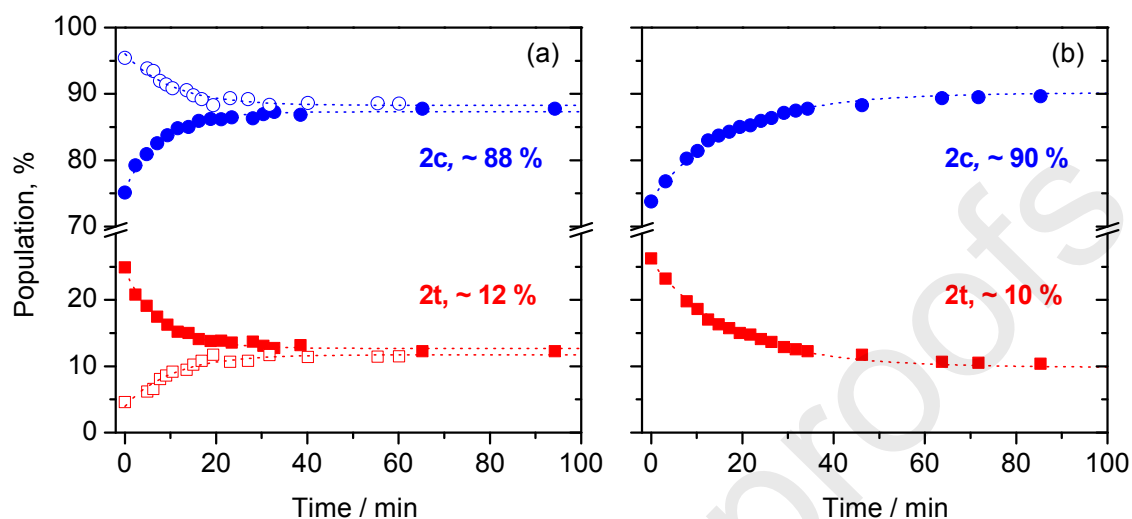 (a)
(b)
Population, %
100
90
80
70
20
10
0
2c, ~ 88 %
2t, ~ 12 %
2c, ~ 90 %
2t, ~ 10 %
0 20 40 60 80 100
0 20 40 60 80 100
Time / min
Time / min
proofs